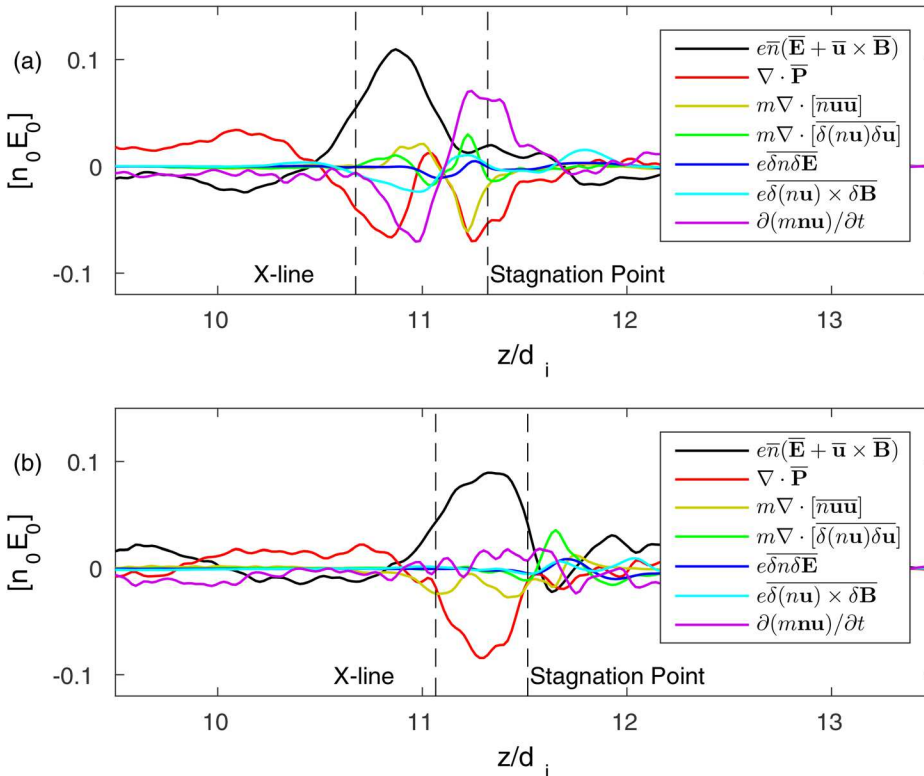 (a)
[n₀E₀]
0.1
0
-0.1
X-line
Stagnation Point
10
11
12
13
z/dᵢ
en̅(E̅ + u̅ × B̅)
∇ · P̅
m∇ · [n̅u̅u̅]
m∇ · [δ(nu)δu]
eδnδE
eδ(nu) × δB
∂(mnu)/∂t
(b)
[n₀E₀]
0.1
0
-0.1
X-line
Stagnation Point
10
11
12
13
z/dᵢ
en̅(E̅ + u̅ × B̅)
∇ · P̅
m∇ · [n̅u̅u̅]
m∇ · [δ(nu)δu]
eδnδE
eδ(nu) × δB
∂(mnu)/∂t